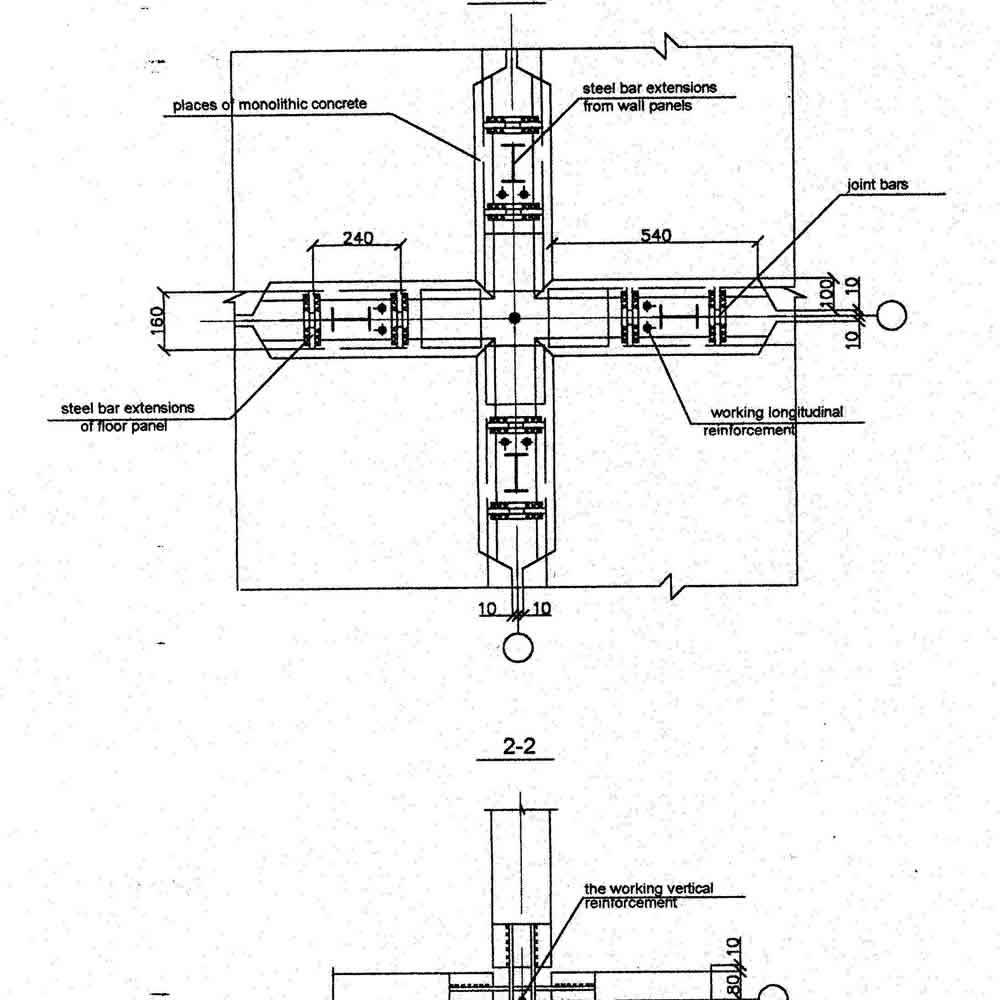 places of monolithic concrete
steel bar extensions
from wall panels
joint bars
240
540
160
100
10
10
steel bar extensions
of floor panel
working longitudinal
reinforcement
10 10
2-2
the working vertical
reinforcement
10
80